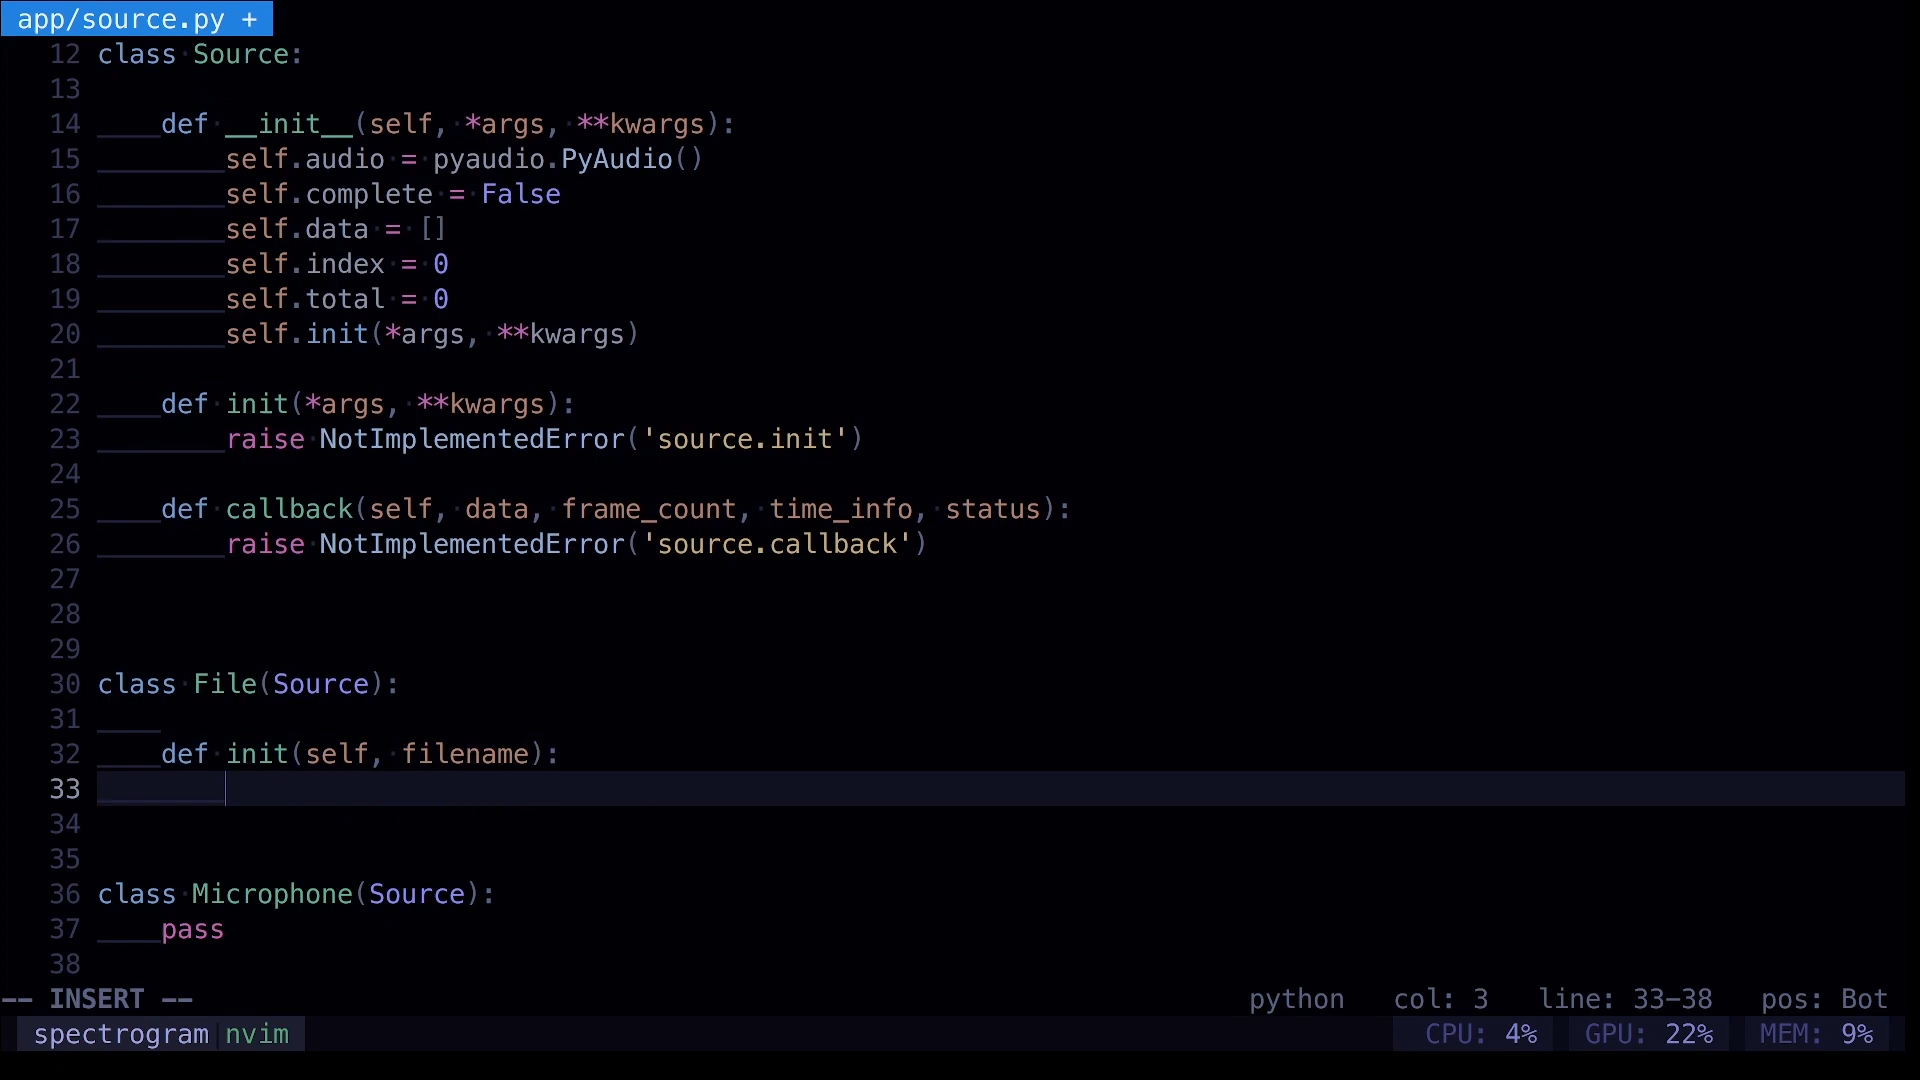 app/source.py +
12 class Source:
13
14     def __init__(self, *args, **kwargs):
15         self.audio = pyaudio.PyAudio()
16         self.complete = False
17         self.data = []
18         self.index = 0
19         self.total = 0
20         self.init(*args, **kwargs)
21
22     def init(*args, **kwargs):
23         raise NotImplementedError('source.init')
24
25     def callback(self, data, frame_count, time_info, status):
26         raise NotImplementedError('source.callback')
27
28
29
30 class File(Source):
31
32     def init(self, filename):
33
34
35
36 class Microphone(Source):
37     pass
38
-- INSERT -- python col: 3 line: 33-38 pos: Bot
spectrogram nvim CPU: 4% GPU: 22% MEM: 9%